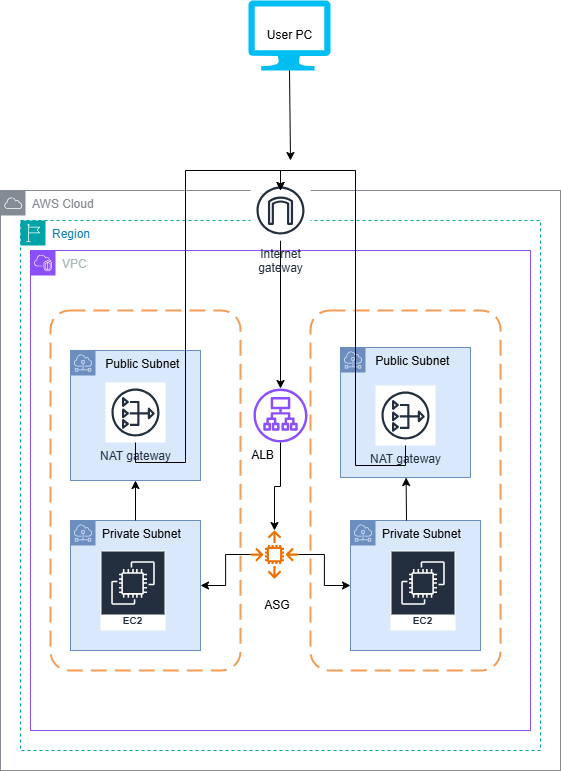 User PC
AWS Cloud
Internet
gateway
Region
VPC
Public Subnet
NAT gateway
Public Subnet
NAT gateway
ALB
Private Subnet
EC2
Private Subnet
EC2
ASG